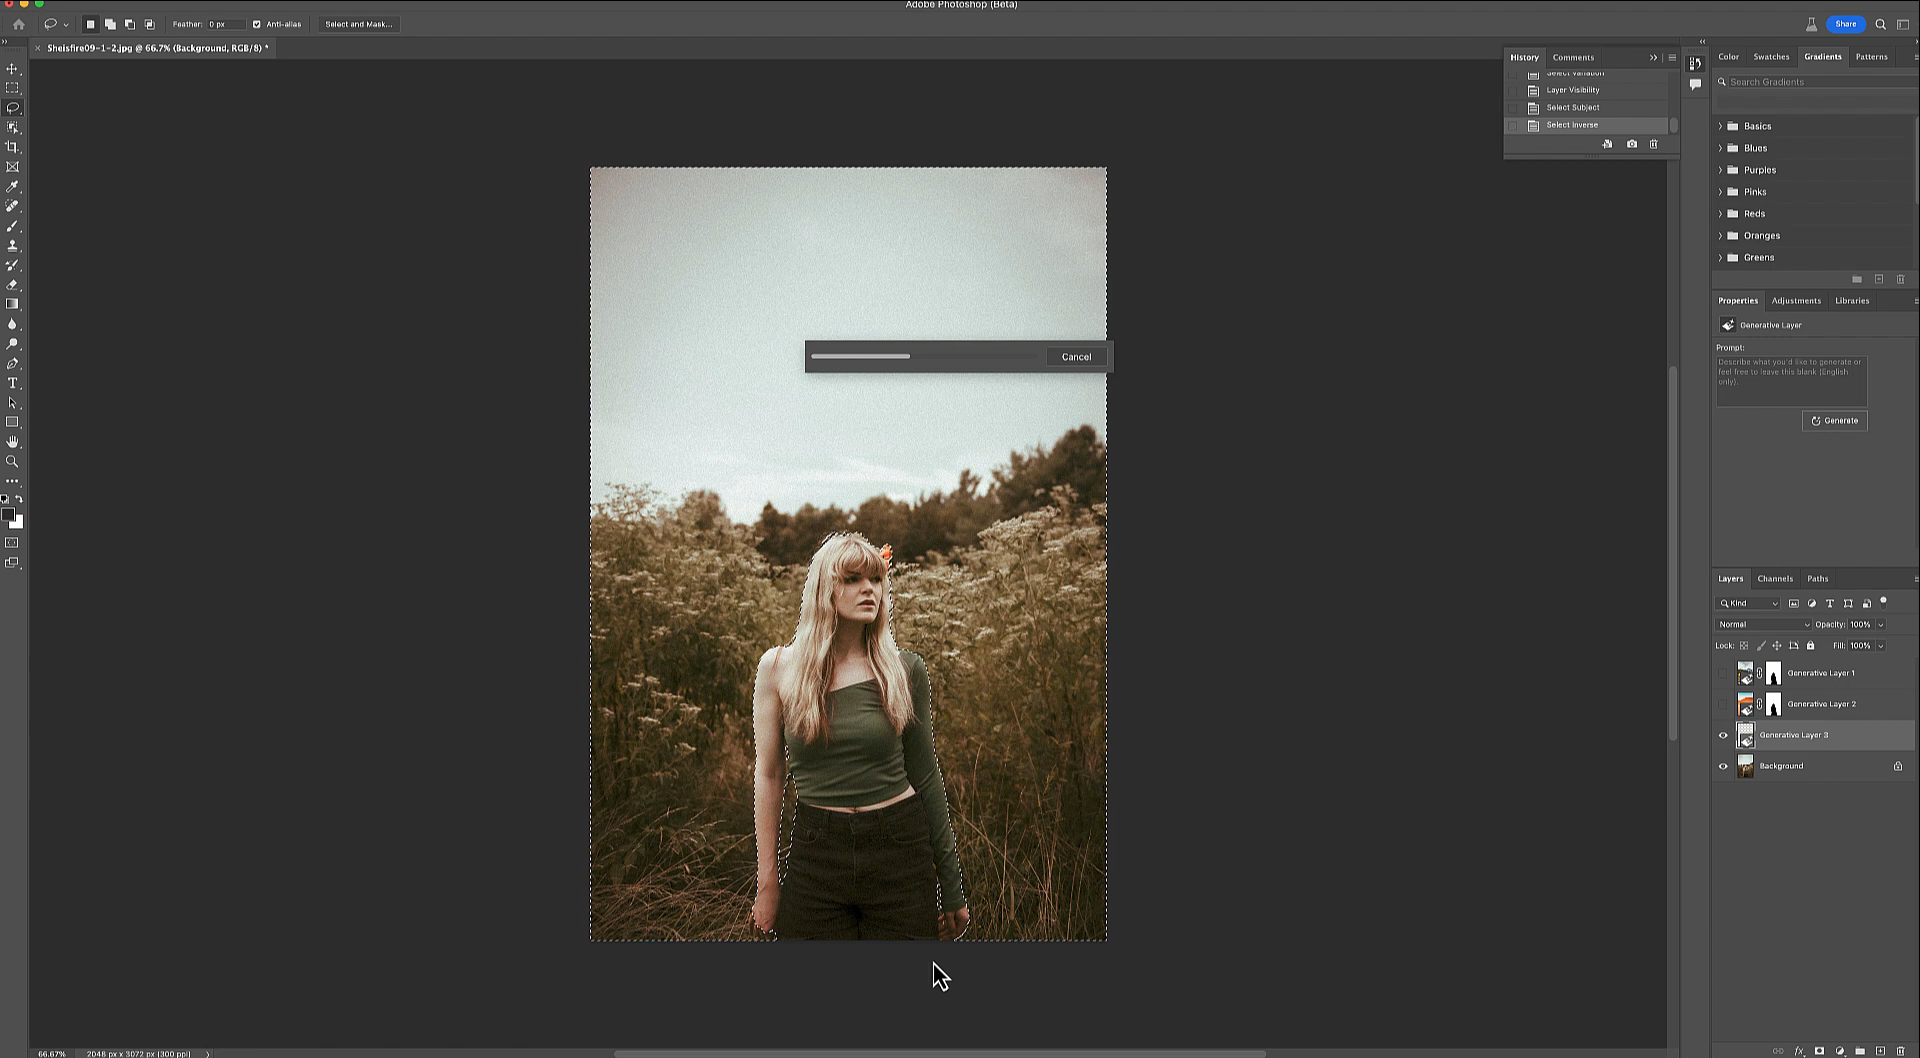 Adobe Photoshop (Beta)
Feather: 0 px Anti-alias Select and Mask... Share
Sheisfire09-1-2.jpg @ 66.7% (Background, RGB/8) *
History Comments
Select Variation
Layer Visibility
Select Subject
Select Inverse
Color Swatches Gradients Patterns
Search Gradients
Basics
Blues
Purples
Pinks
Reds
Oranges
Greens
Properties Adjustments Libraries
Generative Layer
Prompt:
Describe what you'd like to generate or
feel free to leave this blank (English
only).
Generate
Cancel
Layers Channels Paths
Kind
Normal Opacity: 100%
Lock: Fill: 100%
Generative Layer 1
Generative Layer 2
Generative Layer 3
Background
66.67% 2048 px x 3072 px (300 ppi)